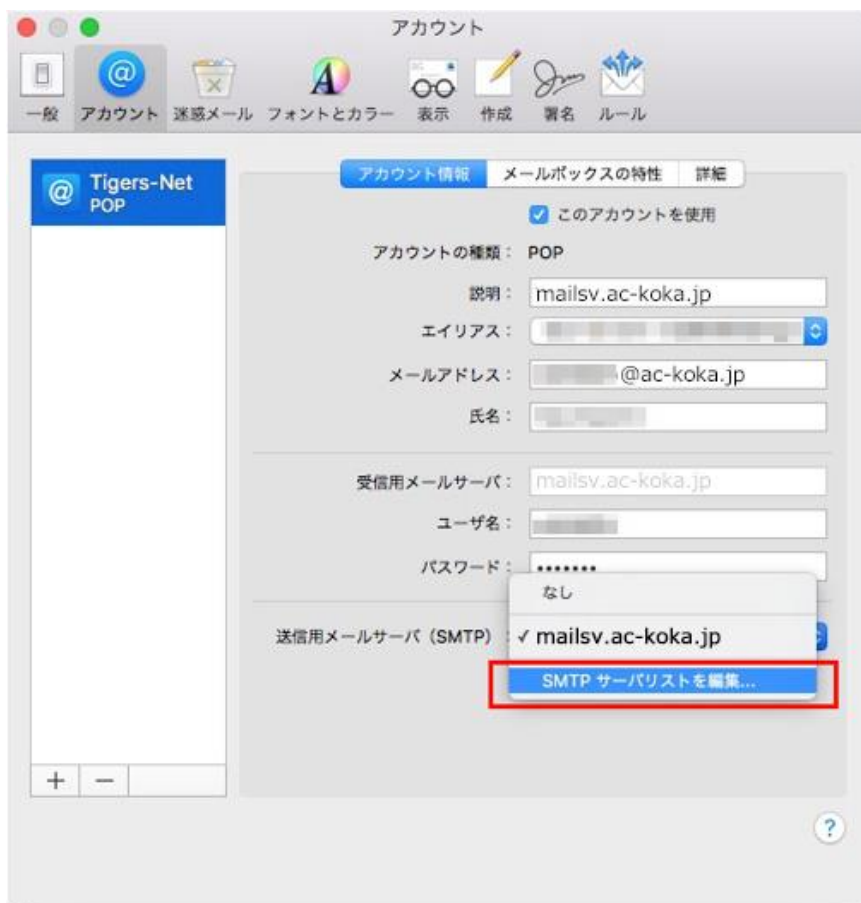 アカウント
一般 アカウント 迷惑メール フォントとカラー 表示 作成 署名 ルール
Tigers-Net
POP
アカウント情報 メールボックスの特性 詳細
このアカウントを使用
アカウントの種類： POP
説明： mailsv.ac-koka.jp
エイリアス：
メールアドレス： @ac-koka.jp
氏名：
受信用メールサーバ： mailsv.ac-koka.jp
ユーザ名：
パスワード： •••••••
なし
送信用メールサーバ（SMTP）： ✓ mailsv.ac-koka.jp
SMTP サーバリストを編集...
+ −
?